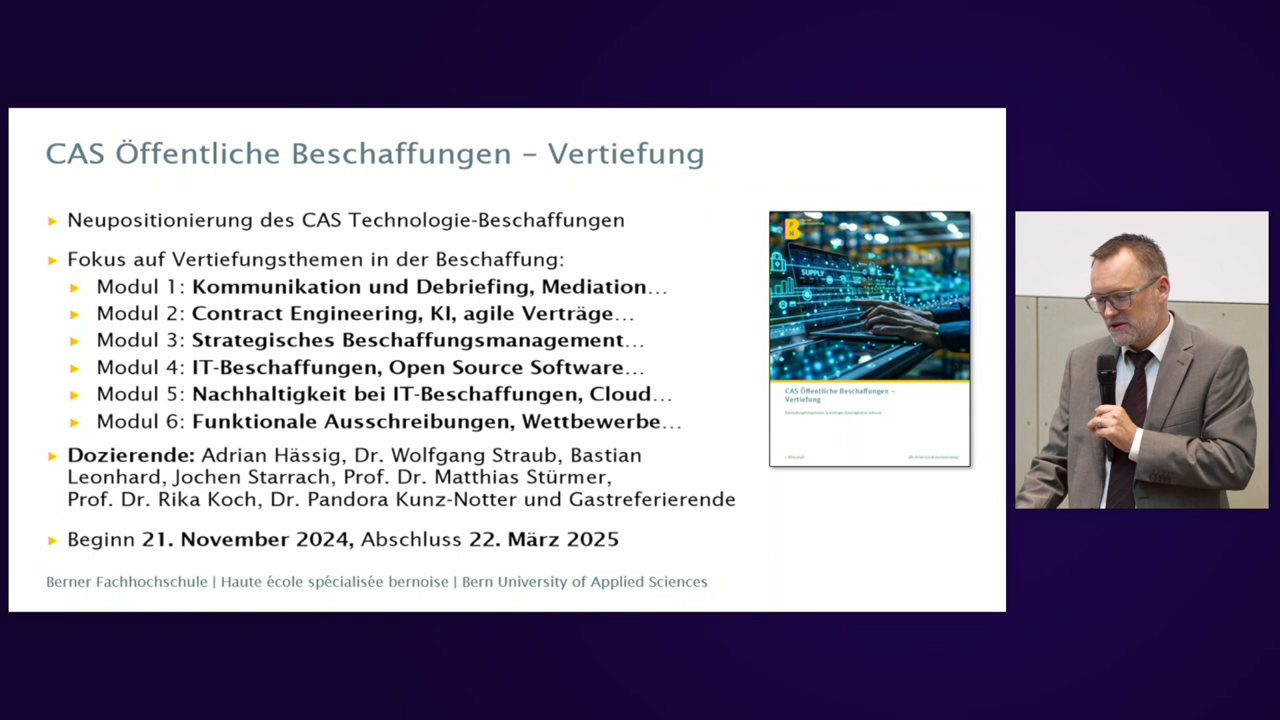 CAS Öffentliche Beschaffungen – Vertiefung
Neupositionierung des CAS Technologie-Beschaffungen
Fokus auf Vertiefungsthemen in der Beschaffung:
Modul 1: Kommunikation und Debriefing, Mediation…
Modul 2: Contract Engineering, KI, agile Verträge…
Modul 3: Strategisches Beschaffungsmanagement…
Modul 4: IT-Beschaffungen, Open Source Software…
Modul 5: Nachhaltigkeit bei IT-Beschaffungen, Cloud…
Modul 6: Funktionale Ausschreibungen, Wettbewerbe…
Dozierende: Adrian Hässig, Dr. Wolfgang Straub, Bastian
Leonhard, Jochen Starrach, Prof. Dr. Matthias Stürmer,
Prof. Dr. Rika Koch, Dr. Pandora Kunz-Notter und Gastreferierende
Beginn 21. November 2024, Abschluss 22. März 2025
Berner Fachhochschule | Haute école spécialisée bernoise | Bern University of Applied Sciences
SUPPLY
CAS Öffentliche Beschaffungen –
Vertiefung